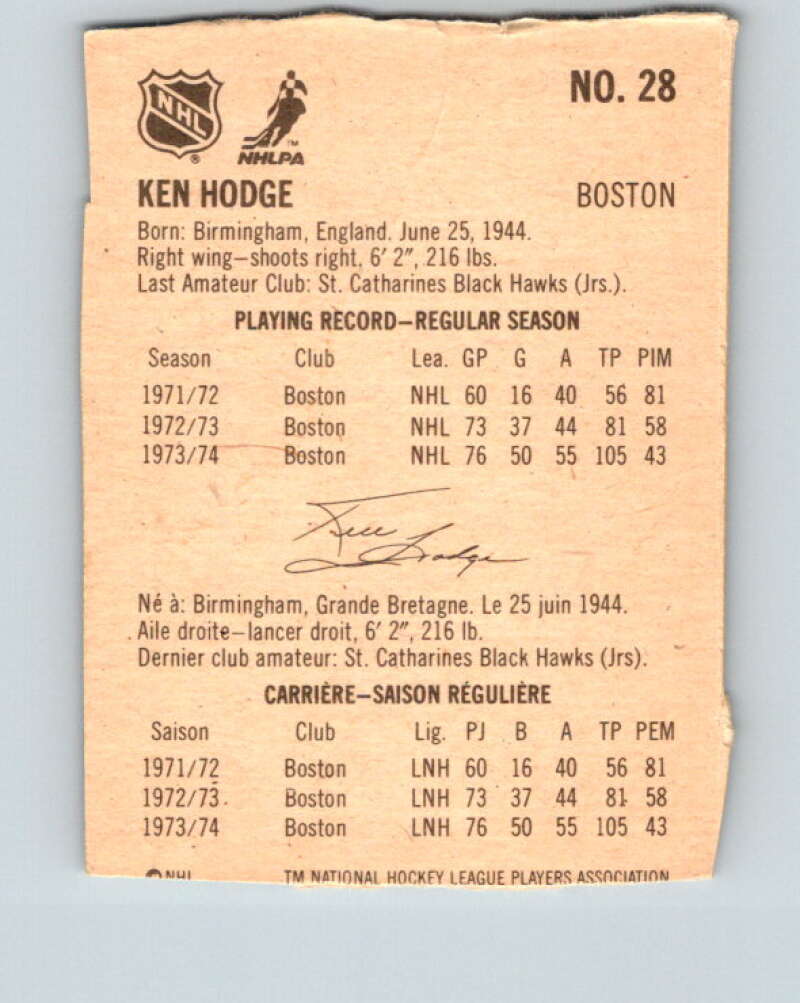 NO. 28
NHL
®
TM
NHLPA
KEN HODGE BOSTON
Born: Birmingham, England. June 25, 1944.
Right wing—shoots right. 6′ 2″, 216 lbs.
Last Amateur Club: St. Catharines Black Hawks (Jrs.).
PLAYING RECORD—REGULAR SEASON
Season Club Lea. GP G A TP PIM
1971/72 Boston NHL 60 16 40 56 81
1972/73 Boston NHL 73 37 44 81 58
1973/74 Boston NHL 76 50 55 105 43
Ken Hodge
Né à: Birmingham, Grande Bretagne. Le 25 juin 1944.
Aile droite—lancer droit, 6′ 2″, 216 lb.
Dernier club amateur: St. Catharines Black Hawks (Jrs).
CARRIÈRE—SAISON RÉGULIÈRE
Saison Club Lig. PJ B A TP PEM
1971/72 Boston LNH 60 16 40 56 81
1972/73 Boston LNH 73 37 44 81 58
1973/74 Boston LNH 76 50 55 105 43
© NHL TM NATIONAL HOCKEY LEAGUE PLAYERS ASSOCIATION